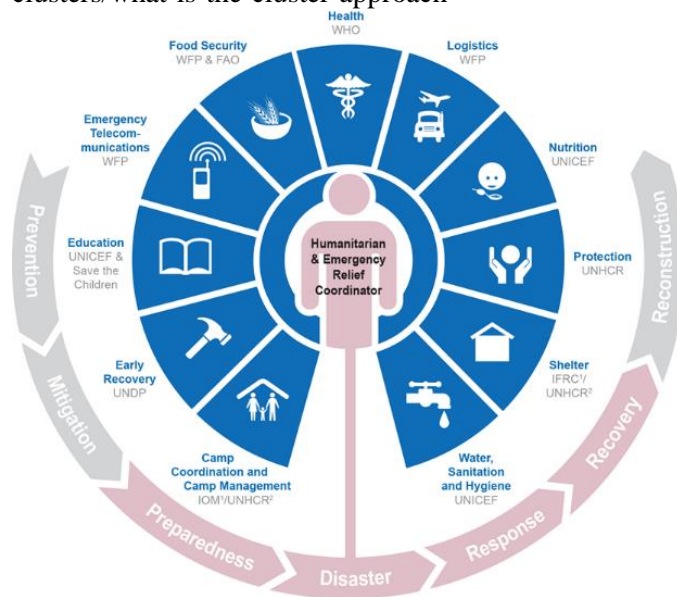 clusters/what-is-the-cluster-approach
Health
WHO
Food Security
WFP & FAO
Logistics
WFP
Emergency
Telecom-
munications
WFP
Nutrition
UNICEF
Education
UNICEF &
Save the
Children
Humanitarian
& Emergency
Relief
Coordinator
Protection
UNHCR
Early
Recovery
UNDP
Shelter
IFRC¹/
UNHCR²
Camp
Coordination and
Camp Management
IOM¹/UNHCR²
Water,
Sanitation
and Hygiene
UNICEF
Prevention
Mitigation
Preparedness
Disaster
Response
Recovery
Reconstruction